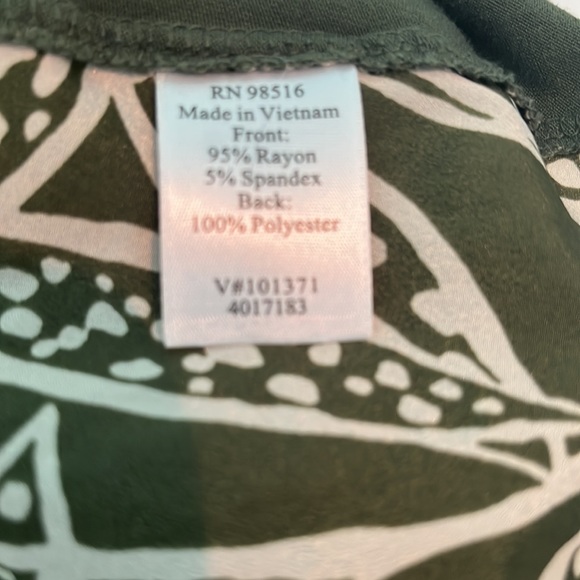 RN 98516
Made in Vietnam
Front:
95% Rayon
5% Spandex
Back:
100% Polyester
V#101371
4017183